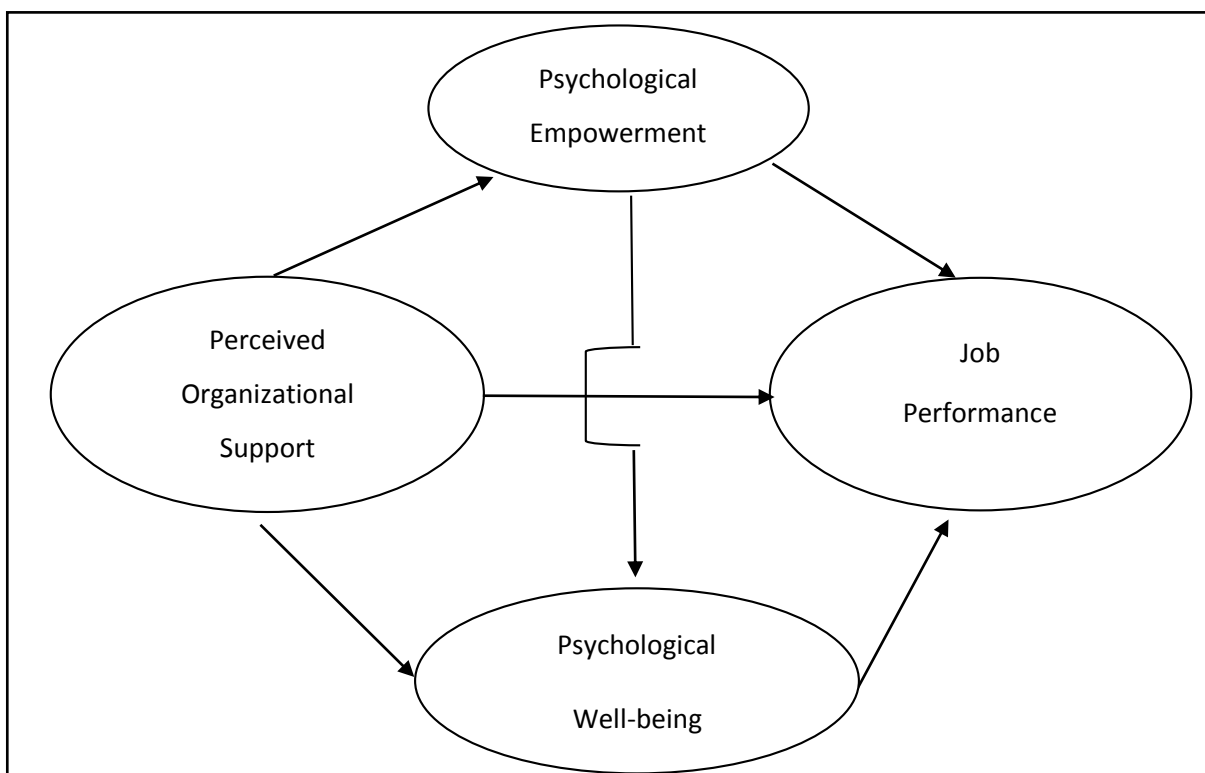 Psychological
Empowerment
Perceived
Organizational
Support
Job
Performance
Psychological
Well-being